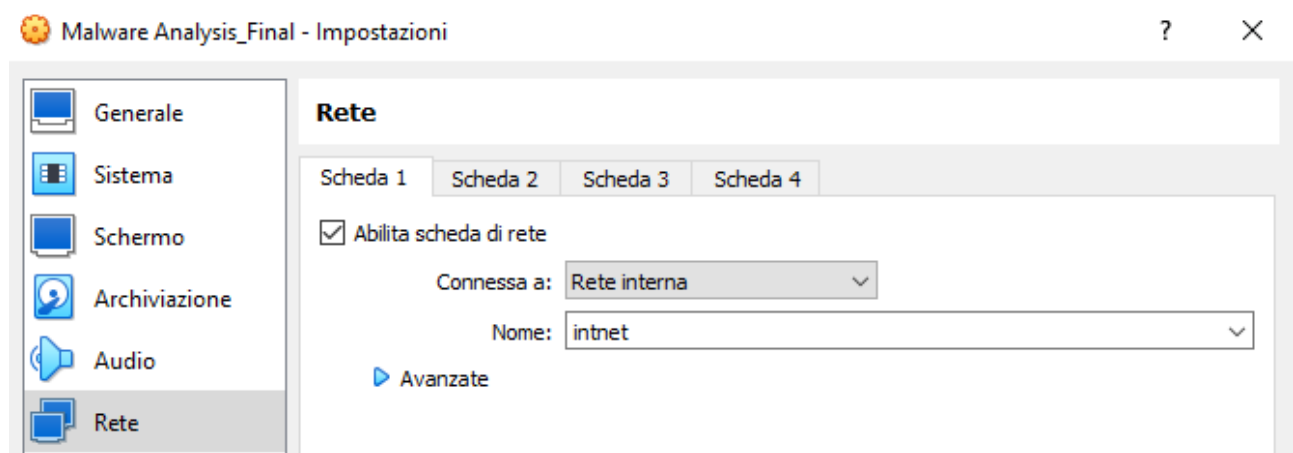 Malware Analysis_Final - Impostazioni ? ×
Generale
Sistema
Schermo
Archiviazione
Audio
Rete
Rete
Scheda 1 Scheda 2 Scheda 3 Scheda 4
Abilita scheda di rete
Connessa a: Rete interna
Nome: intnet
Avanzate